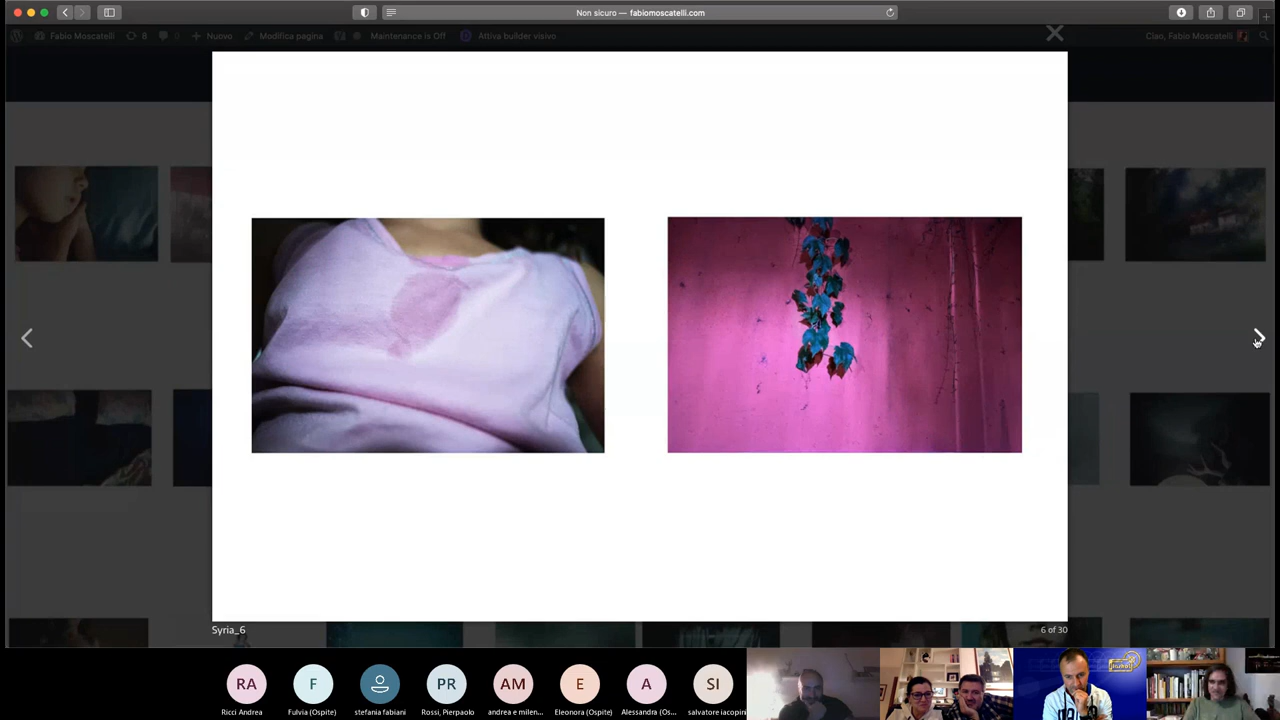 Non sicuro — fabiomoscatelli.com
Fabio Moscatelli
8
0
Nuovo
Modifica pagina
Maintenance is Off
Attiva builder visivo
Ciao, Fabio Moscatelli
Syria_6
6 of 30
RA
F
PR
AM
E
A
SI
Ricci Andrea
Fulvia (Ospite)
stefania fabiani
Rossi, Pierpaolo
andrea e milen...
Eleonora (Ospite)
Alessandra (Os...
salvatore iacopin